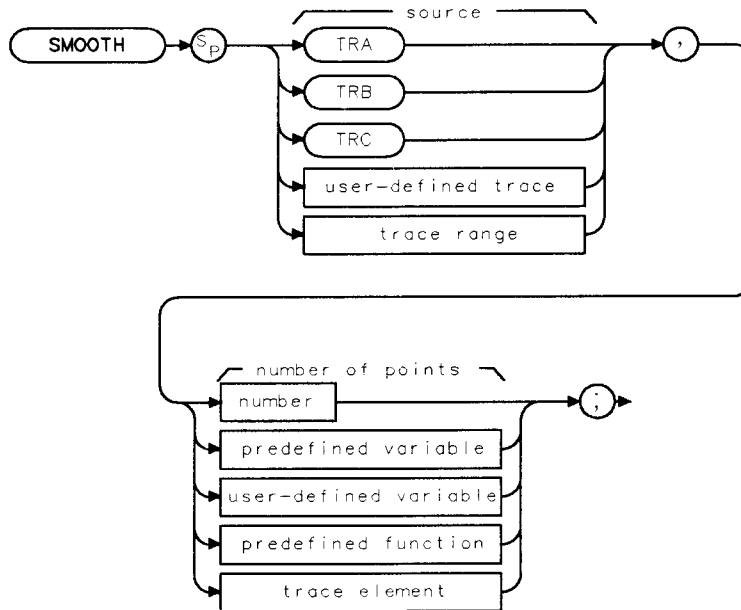 source
SMOOTH SP TRA ,
TRB
TRC
user-defined trace
trace range
number of points
number ;
predefined variable
user-defined variable
predefined function
trace element